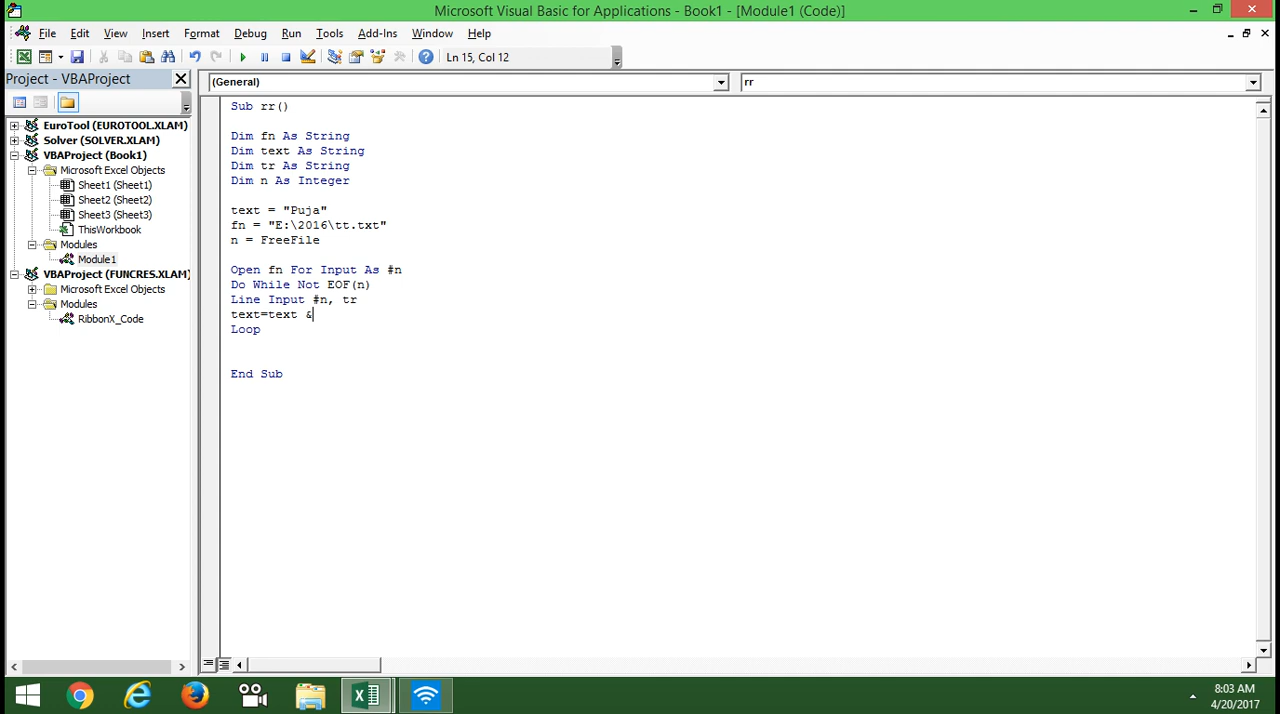 Microsoft Visual Basic for Applications - Book1 - [Module1 (Code)]
File Edit View Insert Format Debug Run Tools Add-Ins Window Help
Ln 15, Col 12
Project - VBAProject
(General) rr
EuroTool (EUROTOOL.XLAM)
Solver (SOLVER.XLAM)
VBAProject (Book1)
Microsoft Excel Objects
Sheet1 (Sheet1)
Sheet2 (Sheet2)
Sheet3 (Sheet3)
ThisWorkbook
Modules
Module1
VBAProject (FUNCRES.XLAM)
Microsoft Excel Objects
Modules
RibbonX_Code
Sub rr()
Dim fn As String
Dim text As String
Dim tr As String
Dim n As Integer
text = "Puja"
fn = "E:\2016\tt.txt"
n = FreeFile
Open fn For Input As #n
Do While Not EOF(n)
Line Input #n, tr
text=text &
Loop
End Sub
8:03 AM
4/20/2017